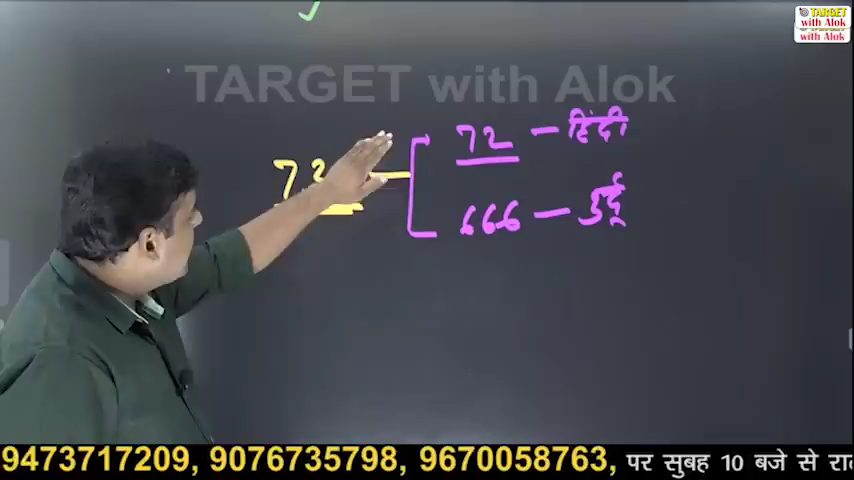 TARGET
with Alok
with Alok
TARGET with Alok
72 - हिंदी
666 - उर्दू
9473717209, 9076735798, 9670058763, पर सुबह 10 बजे से